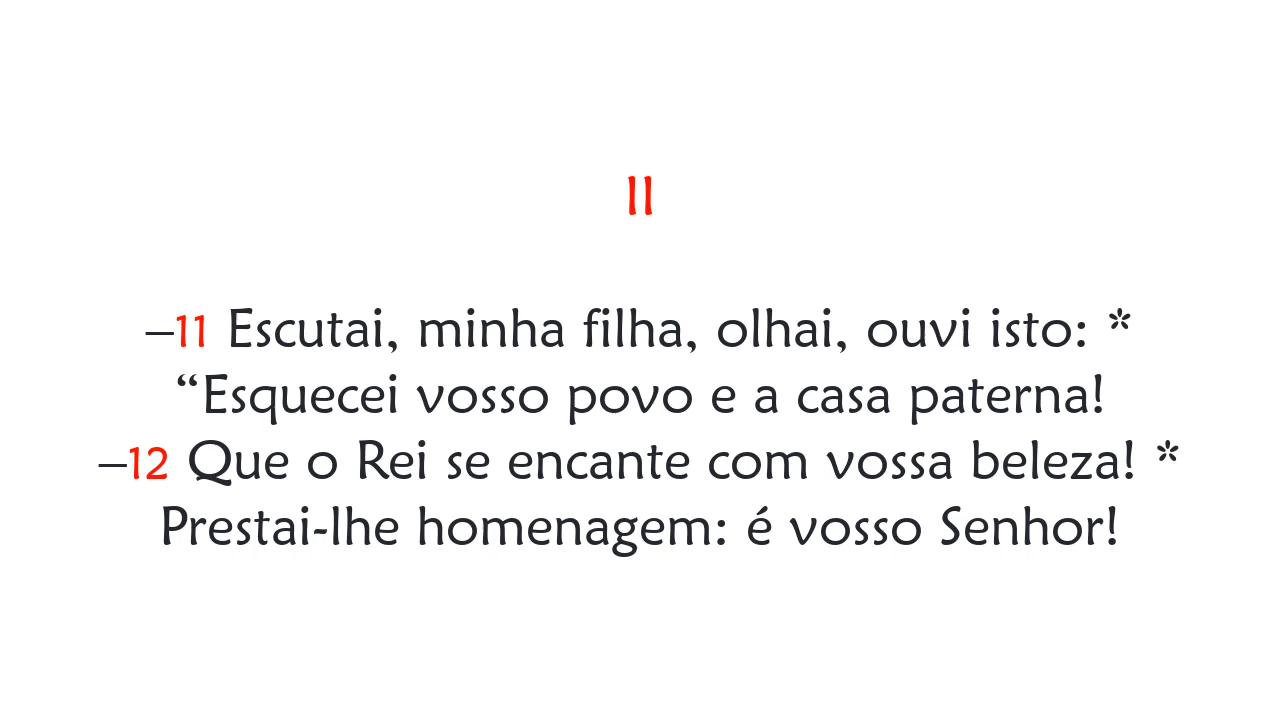 II
–11 Escutai, minha filha, olhai, ouvi isto: *
“Esquecei vosso povo e a casa paterna!
–12 Que o Rei se encante com vossa beleza! *
Prestai-lhe homenagem: é vosso Senhor!